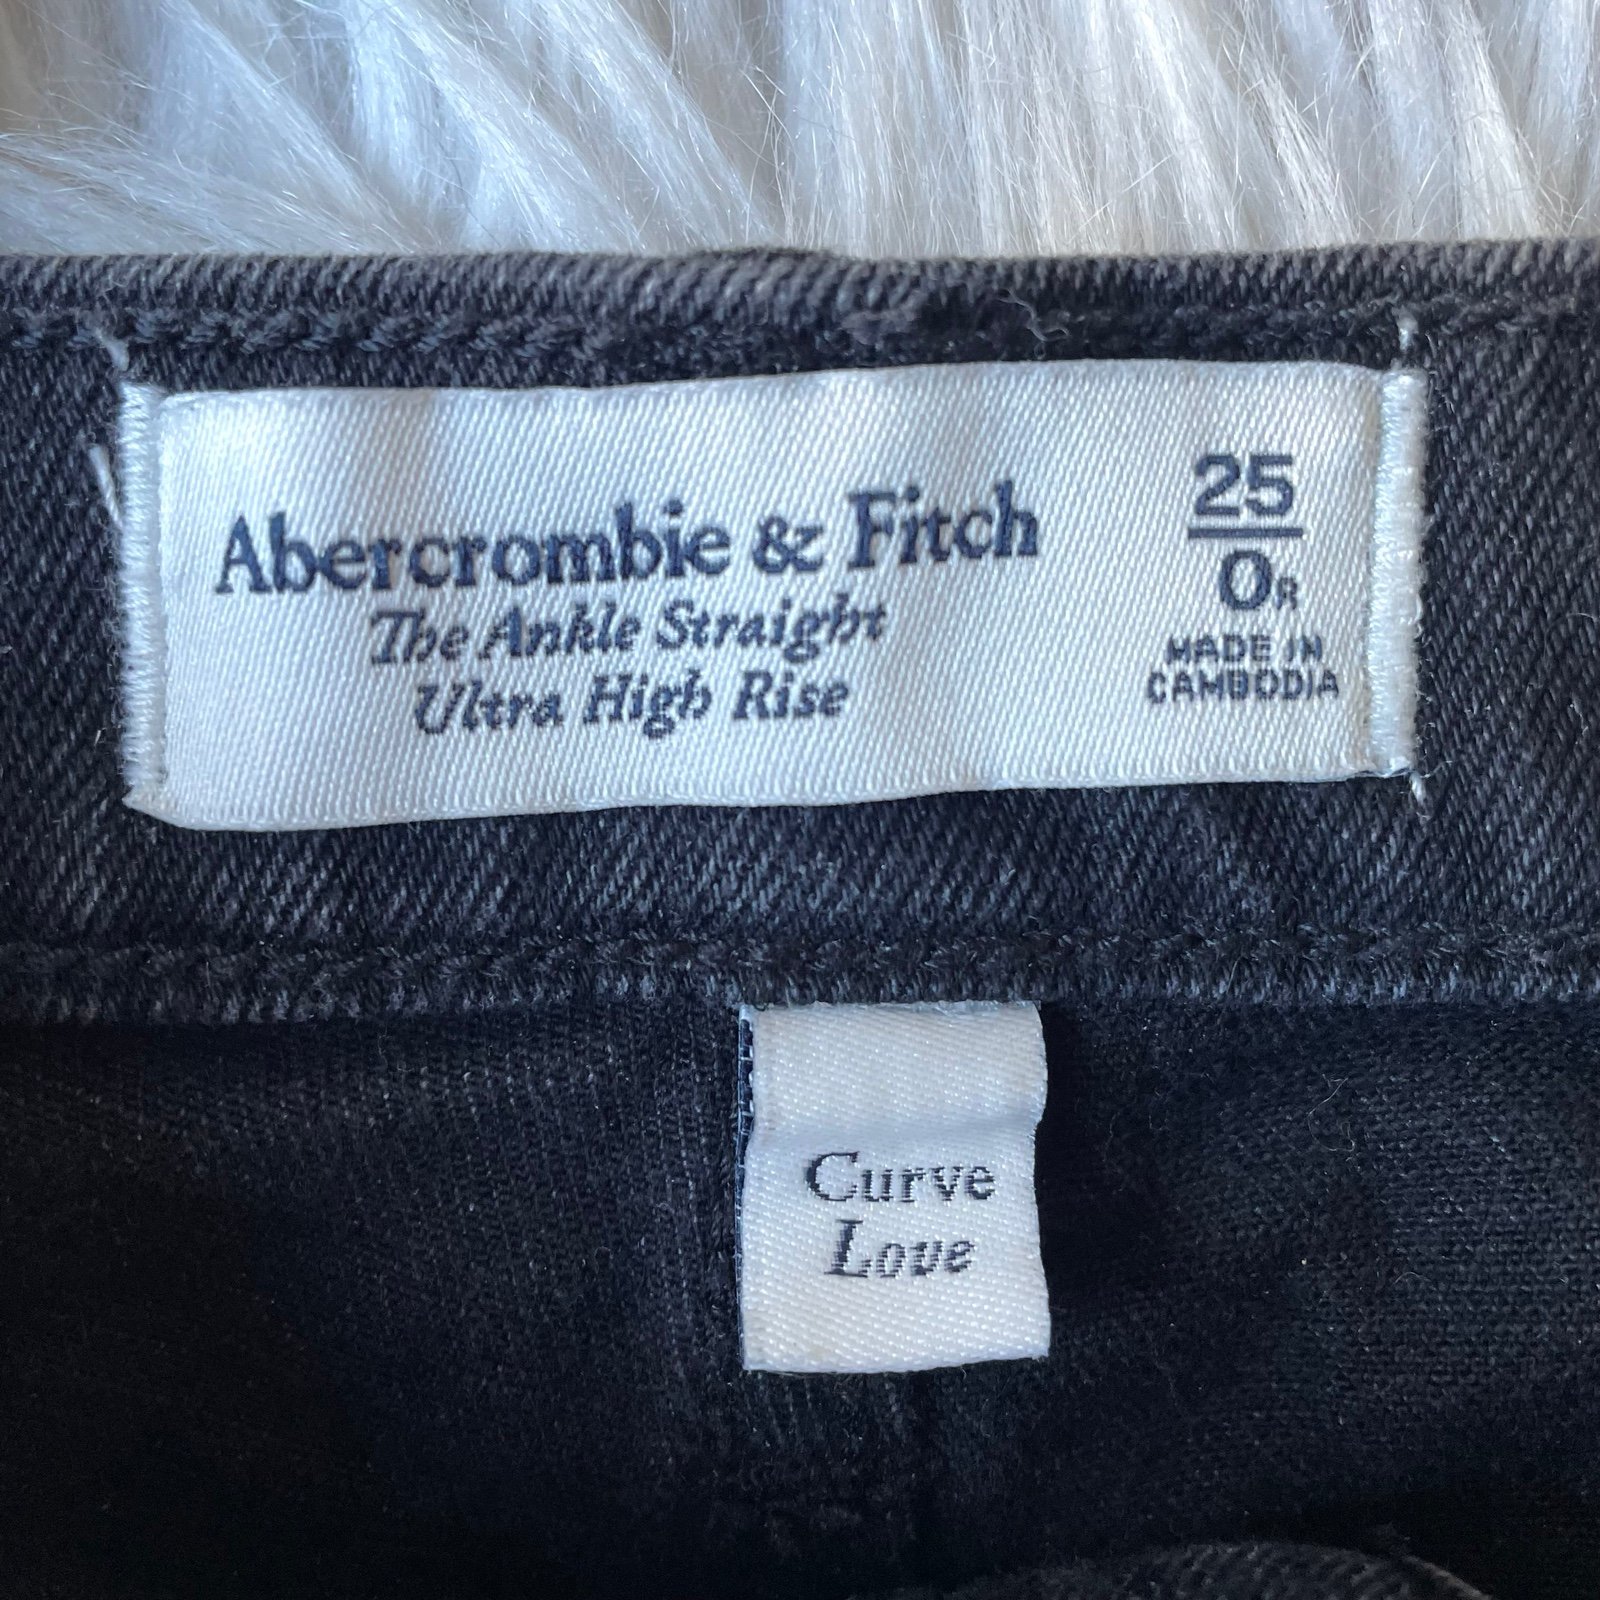 Abercrombie & Fitch
The Ankle Straight
Ultra High Rise
25
0R
MADE IN
CAMBODIA
Curve
Love